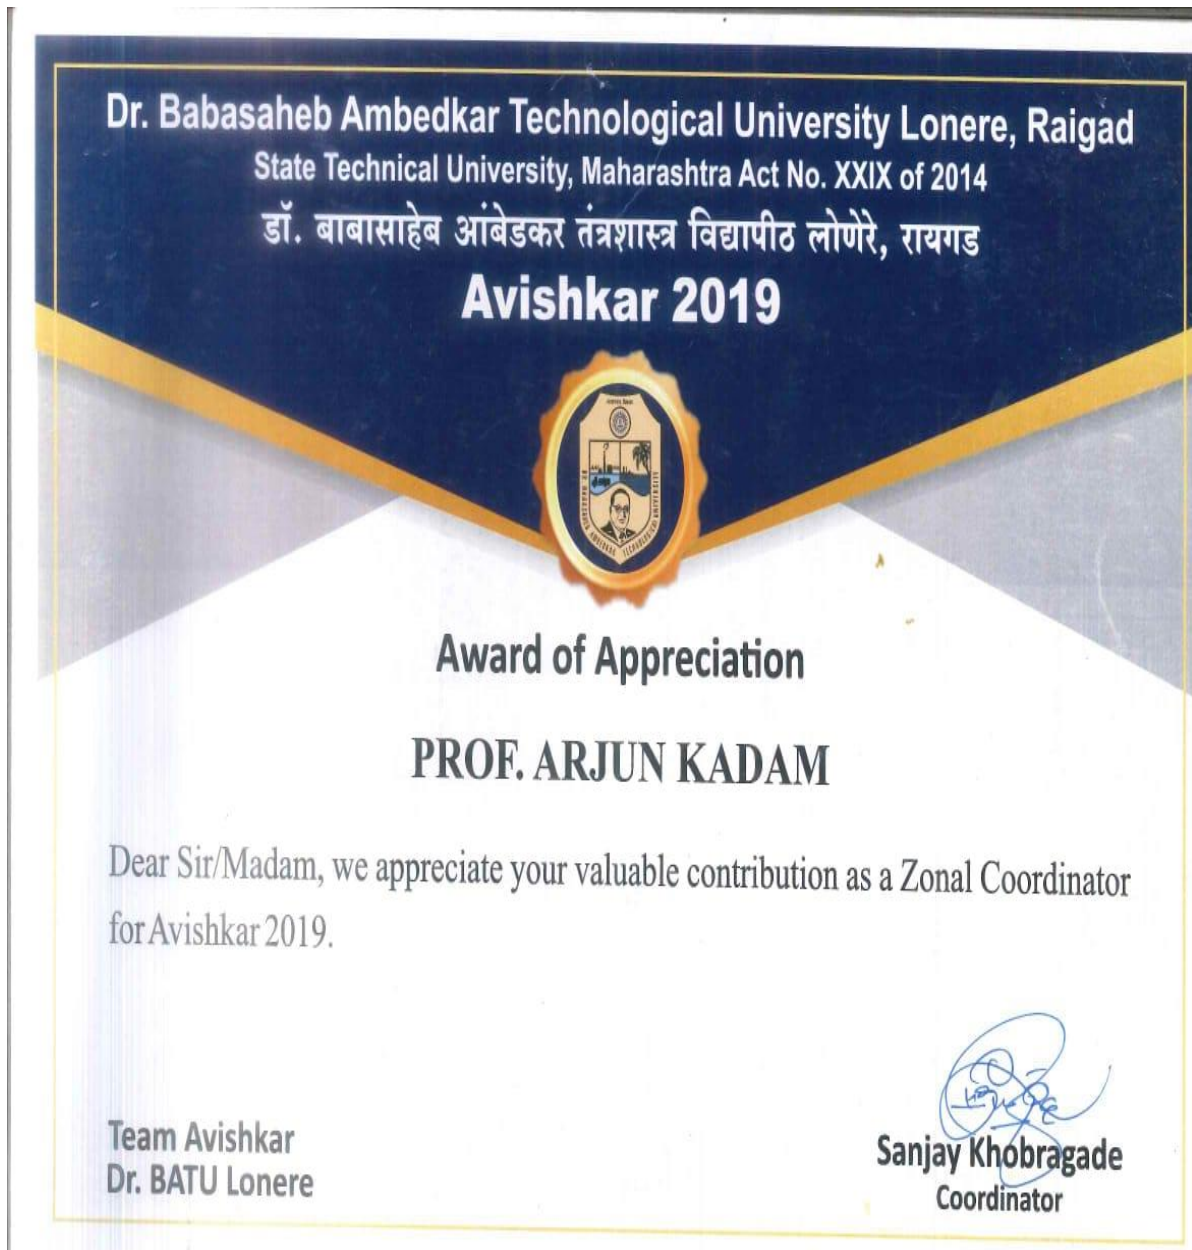 Dr. Babasaheb Ambedkar Technological University Lonere, Raigad
State Technical University, Maharashtra Act No. XXIX of 2014
डॉ. बाबासाहेब आंबेडकर तंत्रशास्त्र विद्यापीठ लोणेरे, रायगड
Avishkar 2019
Award of Appreciation
PROF. ARJUN KADAM
Dear Sir/Madam, we appreciate your valuable contribution as a Zonal Coordinator
for Avishkar 2019.
Team Avishkar
Dr. BATU Lonere
Sanjay Khobragade
Coordinator